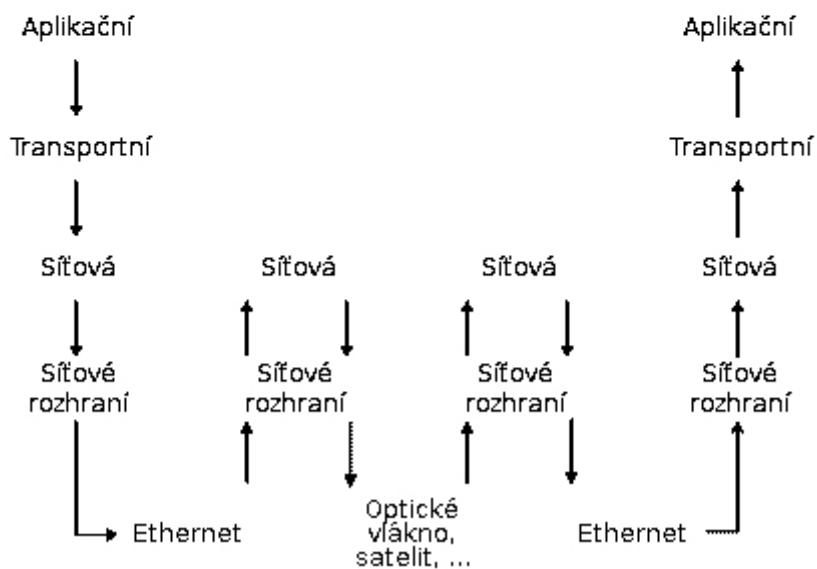 Aplikační
Aplikační
Transportní
Transportní
Síťová
Síťová
Síťová
Síťová
Síťové
rozhraní
Síťové
rozhraní
Síťové
rozhraní
Síťové
rozhraní
Ethernet
Optické
vlákno,
satelit, ...
Ethernet